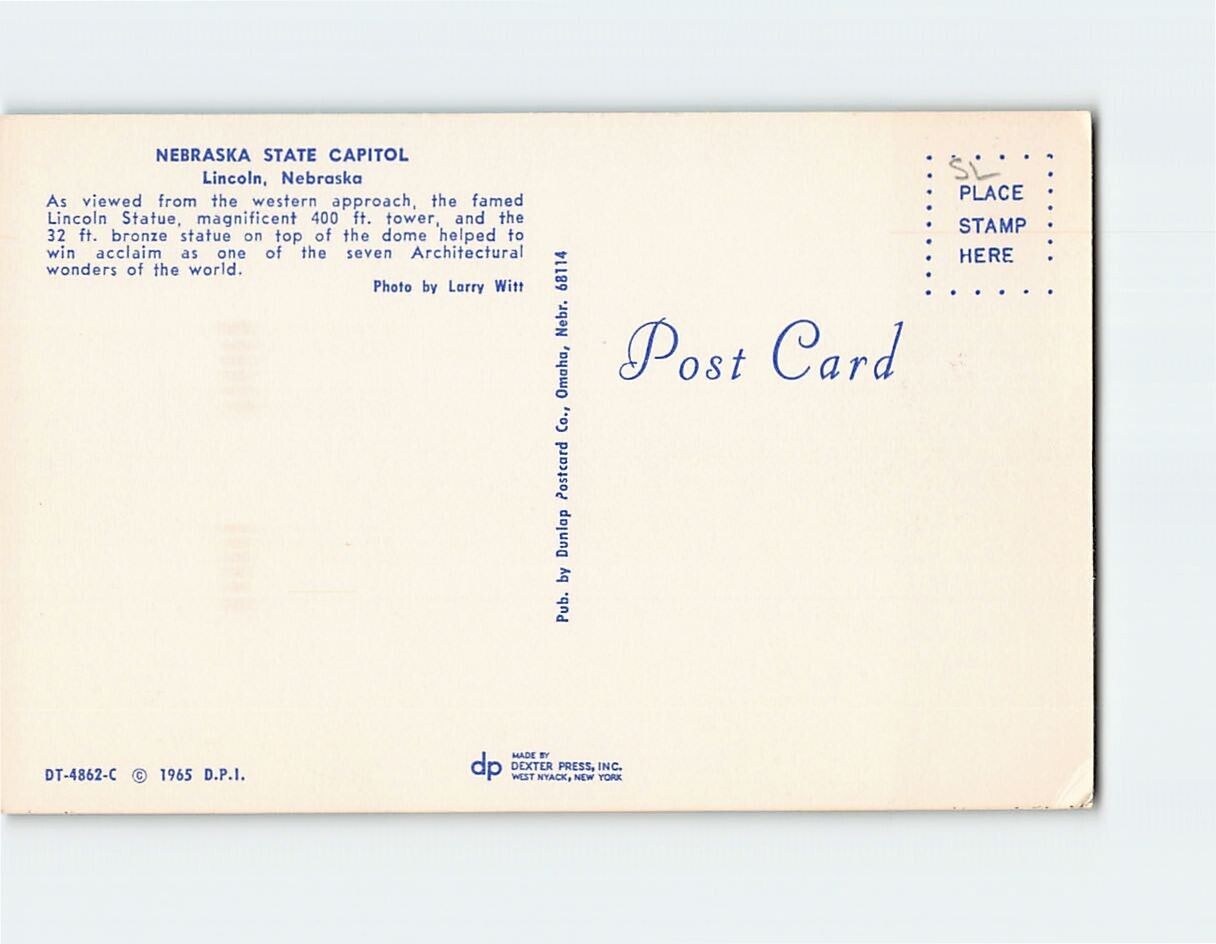 NEBRASKA STATE CAPITOL
Lincoln, Nebraska
As viewed from the western approach, the famed
Lincoln Statue, magnificent 400 ft. tower, and the
32 ft. bronze statue on top of the dome helped to
win acclaim as one of the seven Architectural
wonders of the world.
Photo by Larry Witt
Pub. by Dunlap Postcard Co., Omaha, Nebr. 68114
SL
PLACE
STAMP
HERE
Post Card
DT-4862-C © 1965 D.P.I.
dp
MADE BY
DEXTER PRESS, INC.
WEST NYACK, NEW YORK